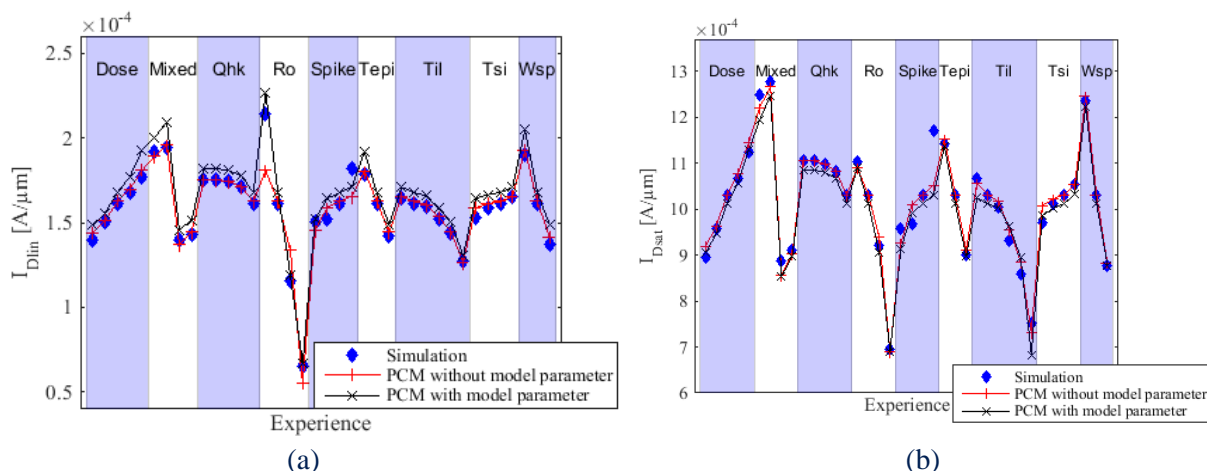 ×10-4
2.5
2
1.5
1
0.5
I Dlin [A/μm]
Dose Mixed Qhk Ro Spike Tepi Til Tsi Wsp
Simulation
PCM without model parameter
PCM with model parameter
Experience
(a)
×10-4
13
12
11
10
9
8
7
6
I Dsat [A/μm]
Dose Mixed Qhk Ro Spike Tepi Til Tsi Wsp
Simulation
PCM without model parameter
PCM with model parameter
Experience
(b)